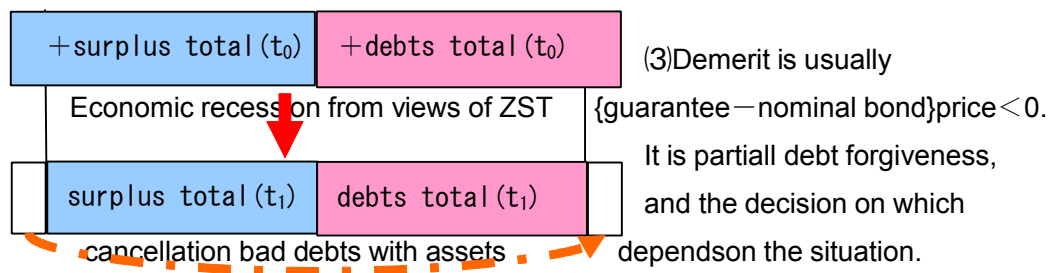 ＋surplus total(t₀) ＋debts total(t₀)
Economic recession from views of ZST
surplus total(t₁) debts total(t₁)
cancellation bad debts with assets
⑶Demerit is usually
{guarantee－nominal bond}price＜0.
It is partiall debt forgiveness,
and the decision on which
dependson the situation.